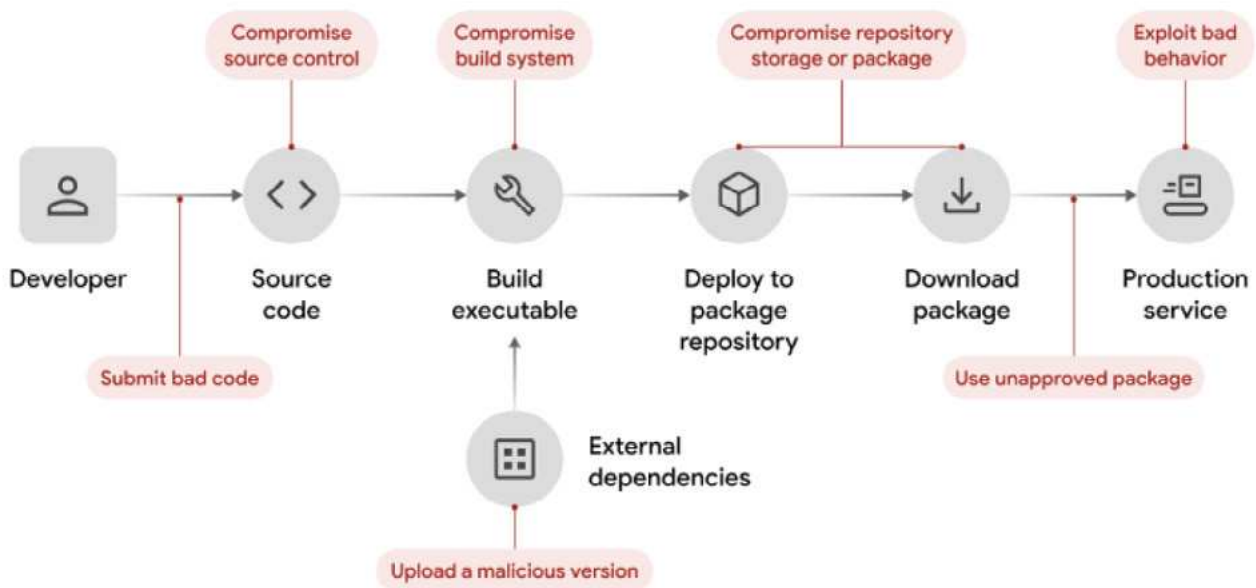 Compromise
source control
Compromise
build system
Compromise repository
storage or package
Exploit bad
behavior
Developer
Source
code
Build
executable
Deploy to
package
repository
Download
package
Production
service
Submit bad code
Use unapproved package
External
dependencies
Upload a malicious version